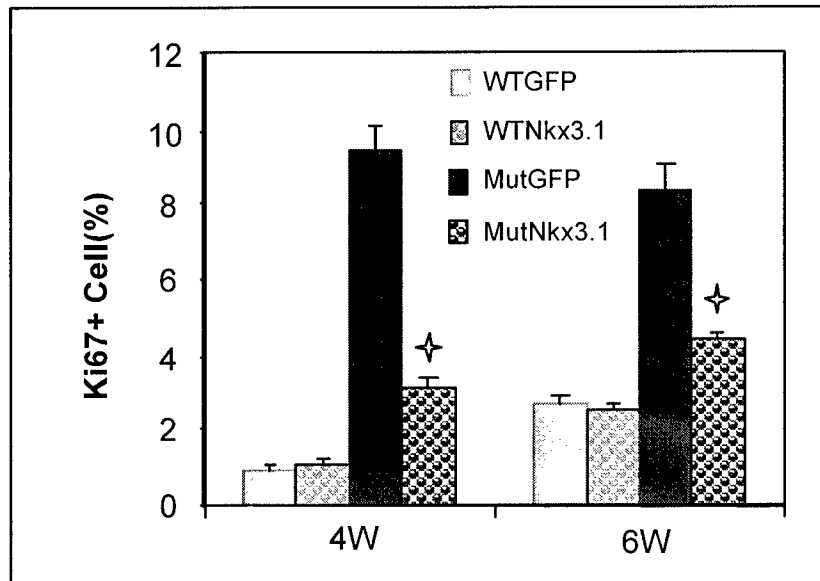 12
10
8
6
4
2
0
Ki67+ Cell(%)
WTGFP
WTNkx3.1
MutGFP
MutNkx3.1
4W
6W